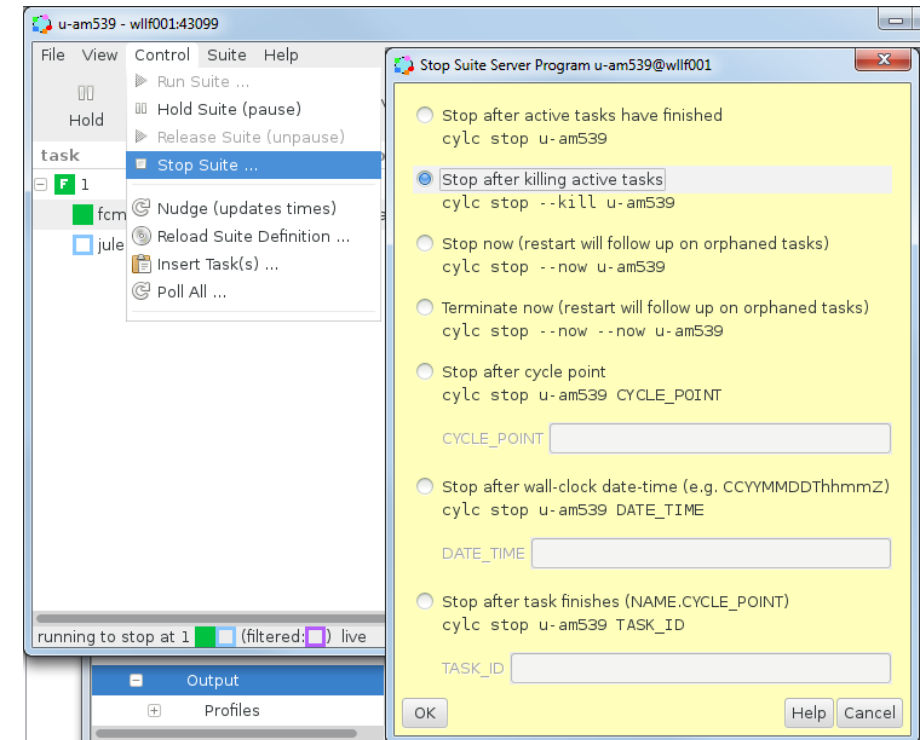 u-am539 - wllf001:43099
File View Control Suite Help
Hold
task
F 1
fcm
jule
Run Suite ...
Hold Suite (pause)
Release Suite (unpause)
Stop Suite ...
Nudge (updates times)
Reload Suite Definition ...
Insert Task(s) ...
Poll All ...
running to stop at 1 (filtered: ) live
Output
Profiles
Stop Suite Server Program u-am539@wllf001
Stop after active tasks have finished
cylc stop u-am539
Stop after killing active tasks
cylc stop --kill u-am539
Stop now (restart will follow up on orphaned tasks)
cylc stop --now u-am539
Terminate now (restart will follow up on orphaned tasks)
cylc stop --now --now u-am539
Stop after cycle point
cylc stop u-am539 CYCLE_POINT
CYCLE_POINT
Stop after wall-clock date-time (e.g. CCYYMMDDThhmmZ)
cylc stop u-am539 DATE_TIME
DATE_TIME
Stop after task finishes (NAME.CYCLE_POINT)
cylc stop u-am539 TASK_ID
TASK_ID
OK Help Cancel